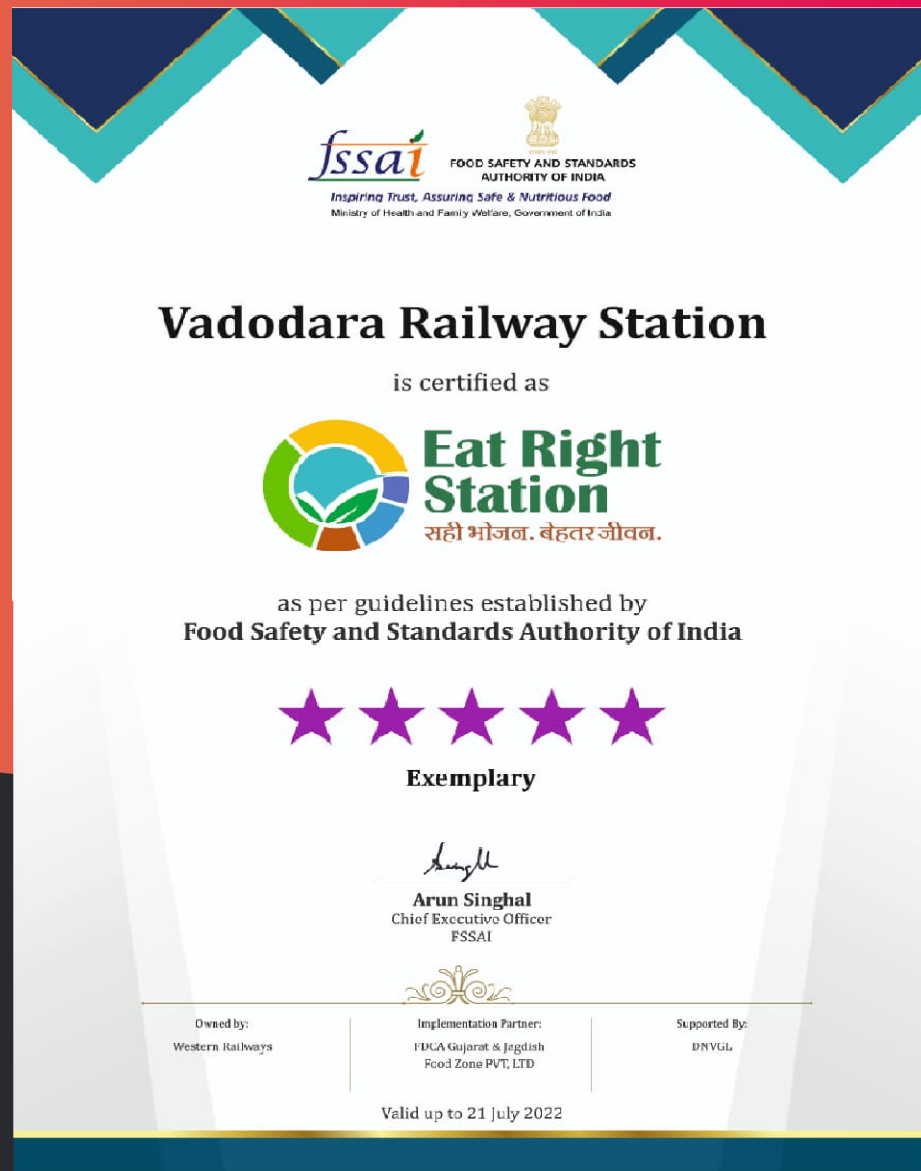 fssai
FOOD SAFETY AND STANDARDS
AUTHORITY OF INDIA
Inspiring Trust, Assuring Safe & Nutritious Food
Ministry of Health and Family Welfare, Government of India
Vadodara Railway Station
is certified as
Eat Right
Station
सही भोजन. बेहतर जीवन.
as per guidelines established by
Food Safety and Standards Authority of India
Exemplary
Arun Singhal
Chief Executive Officer
FSSAI
Owned by:
Western Railways
Implementation Partner:
FDCA Gujarat & Jagdish
Food Zone PVT, LTD
Supported By:
DNVGL
Valid up to 21 July 2022